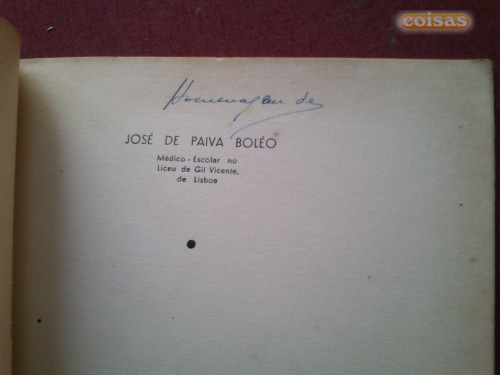 coisas
Homenagem de
JOSÉ DE PAIVA BOLÉO
Médico - Escolar no
Liceu de Gil Vicente,
de Lisboa